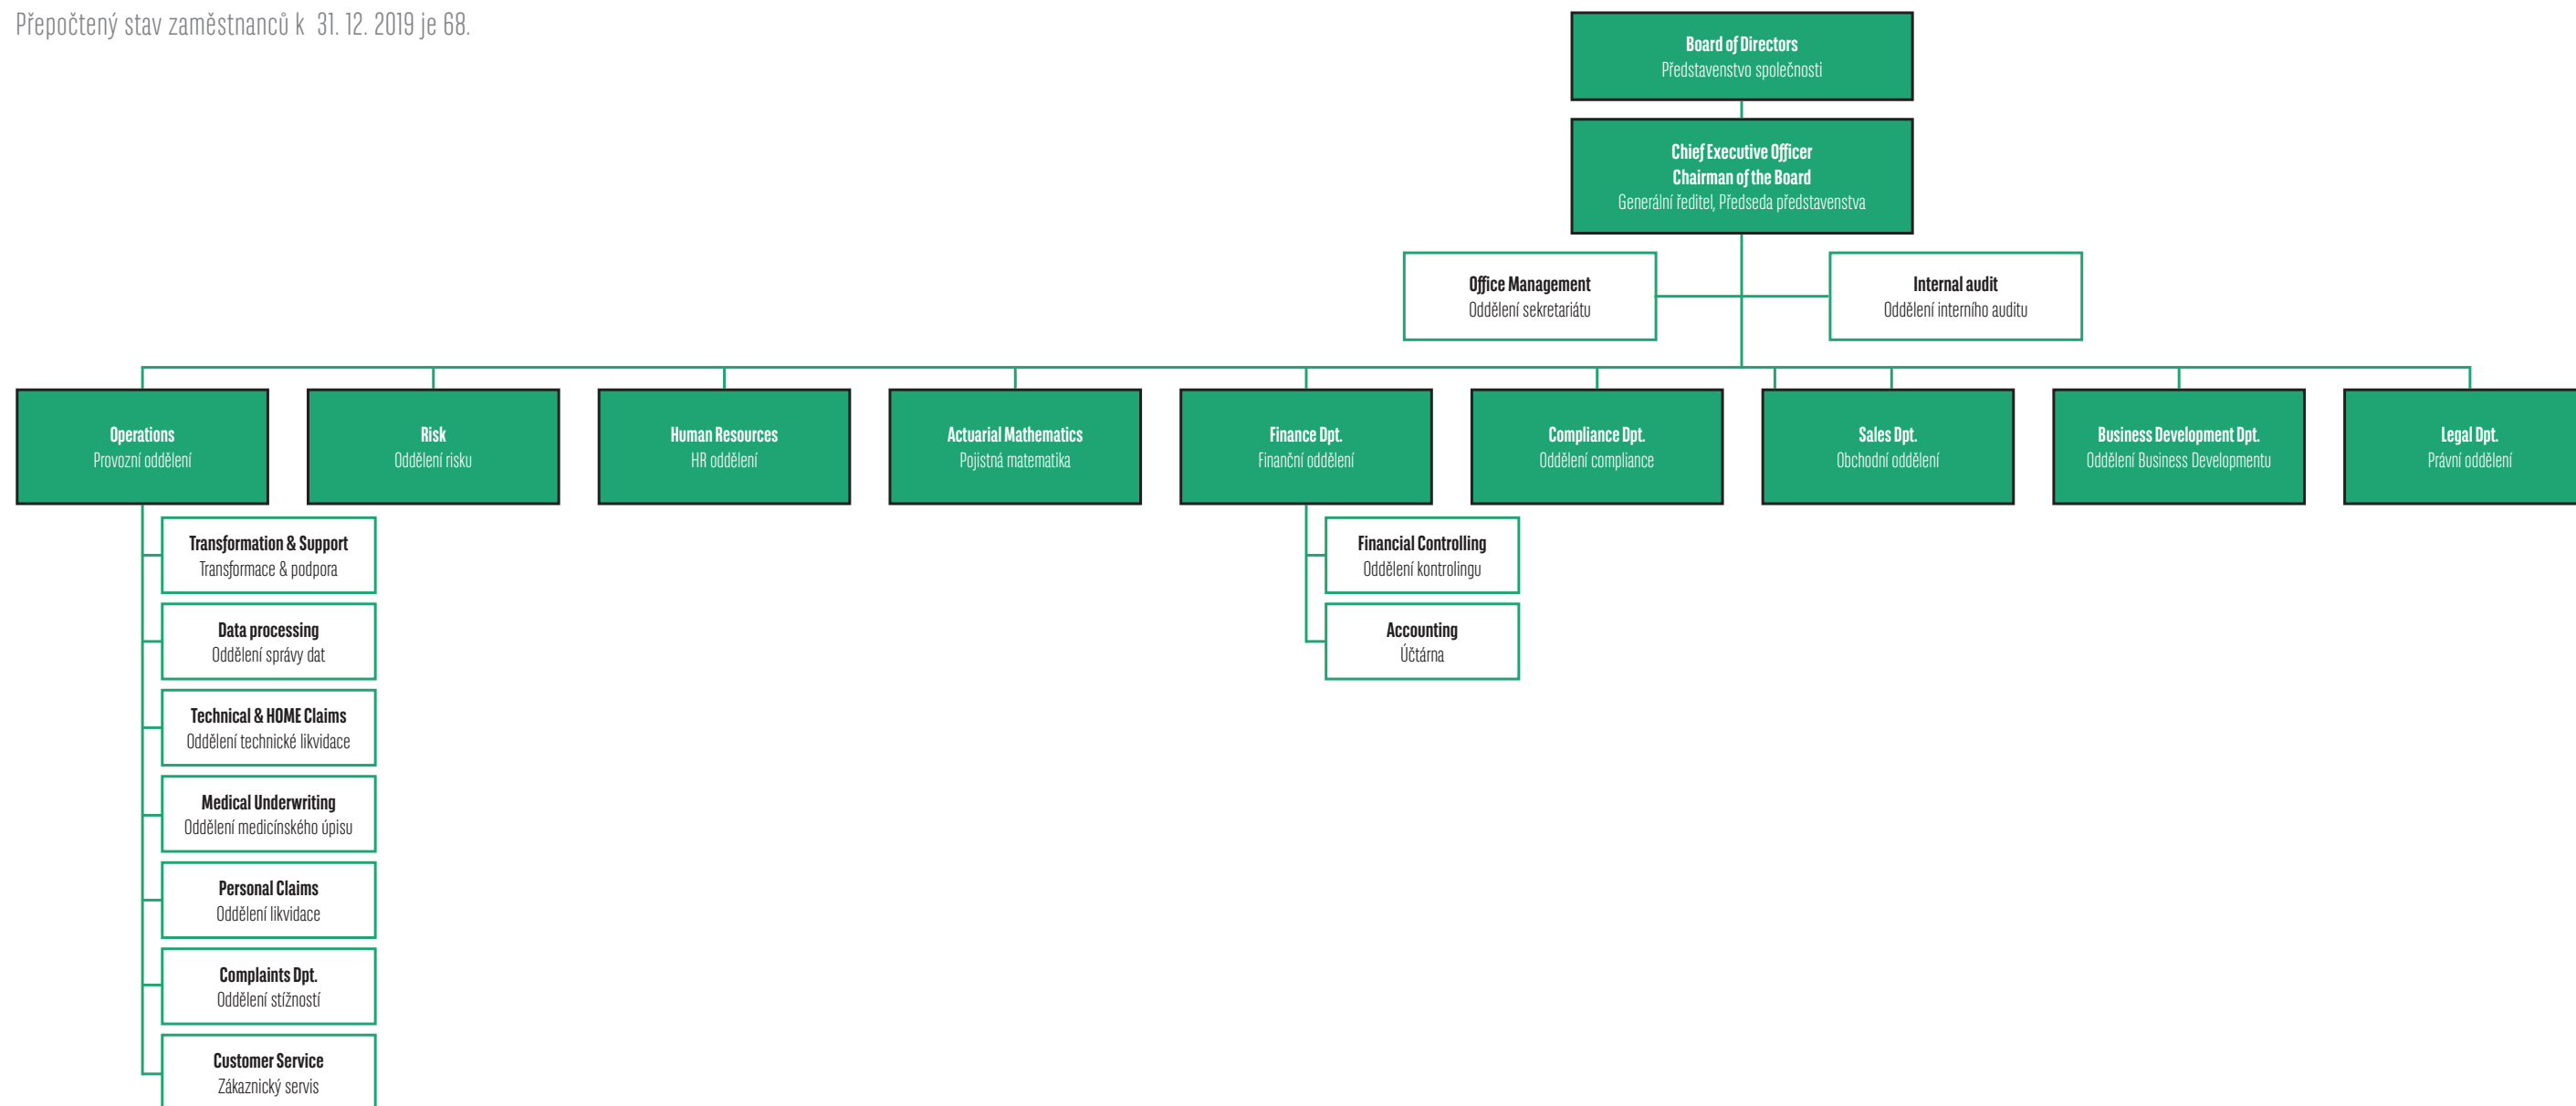 Přepočtený stav zaměstnanců k 31. 12. 2019 je 68.
Board of Directors
Představenstvo společnosti
Chief Executive Officer
Chairman of the Board
Generální ředitel, Předseda představenstva
Office Management
Oddělení sekretariátu
Internal audit
Oddělení interního auditu
Operations
Provozní oddělení
Risk
Oddělení risku
Human Resources
HR oddělení
Actuarial Mathematics
Pojistná matematika
Finance Dpt.
Finanční oddělení
Compliance Dpt.
Oddělení compliance
Sales Dpt.
Obchodní oddělení
Business Development Dpt.
Oddělení Business Developmentu
Legal Dpt.
Právní oddělení
Transformation & Support
Transformace & podpora
Data processing
Oddělení správy dat
Technical & HOME Claims
Oddělení technické likvidace
Medical Underwriting
Oddělení medicínského úpisu
Personal Claims
Oddělení likvidace
Complaints Dpt.
Oddělení stížností
Customer Service
Zákaznický servis
Financial Controlling
Oddělení kontrolingu
Accounting
Účtárna